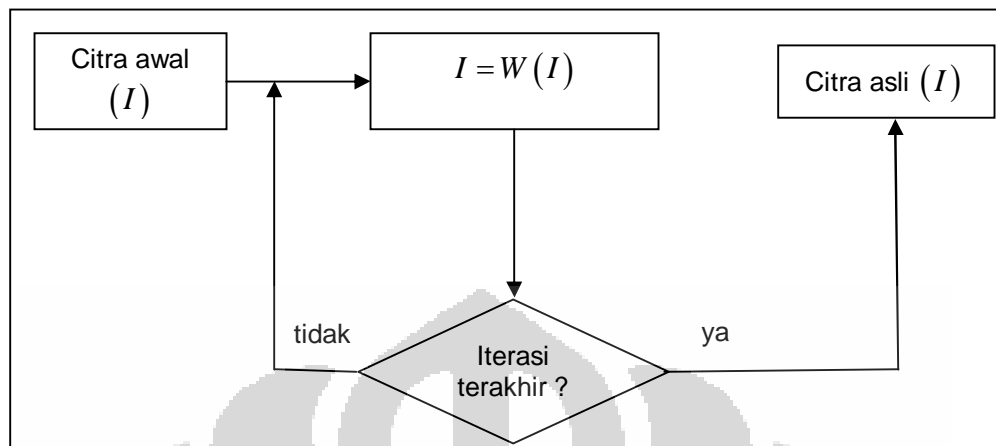 Citra awal
(I)
I = W(I)
Citra asli (I)
tidak
ya
Iterasi
terakhir ?